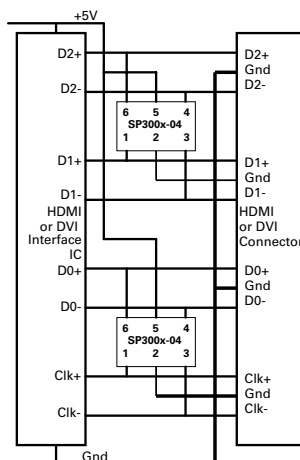 +5V
D2+
D2-
D1+
D1-
HDMI
or DVI
Interface
IC
D0+
D0-
Clk+
Clk-
Gnd
6 5 4
SP300x-04
1 2 3
6 5 4
SP300x-04
1 2 3
D2+
Gnd
D2-
D1+
Gnd
D1-
HDMI
or DVI
Connector
D0+
Gnd
D0-
Clk+
Gnd
Clk-